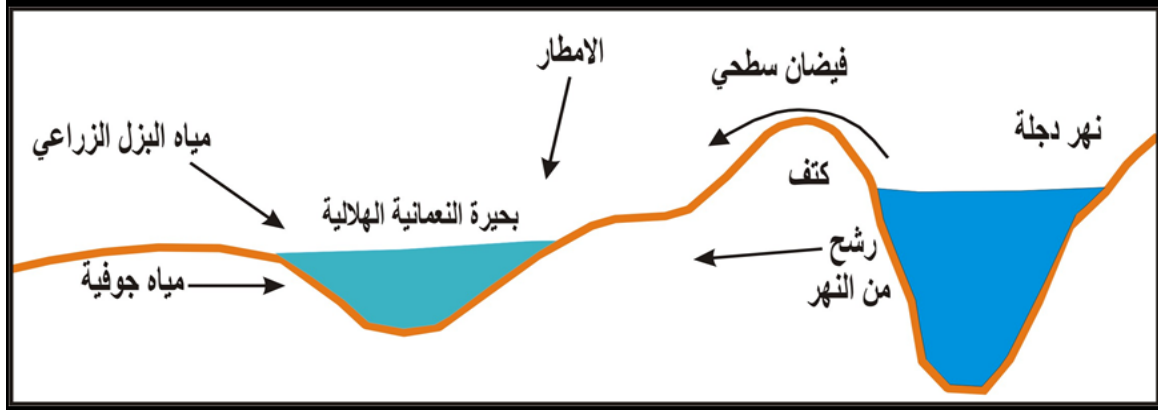 الامطار
فيضان سطحي
نهر دجلة
مياه البزل الزراعي
كتف
بحيرة النعمانية الهلالية
رشح
من النهر
مياه جوفية